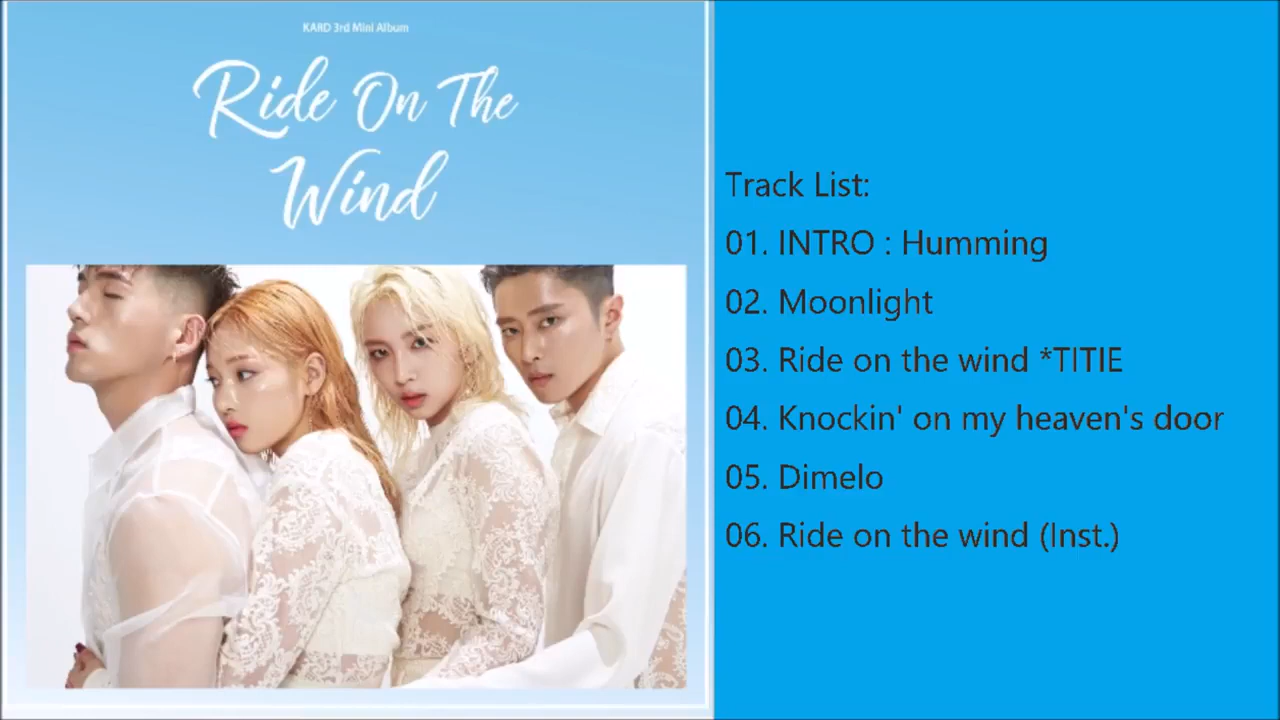 KARD 3rd Mini Album
Ride On The
Wind
Track List:
01. INTRO : Humming
02. Moonlight
03. Ride on the wind *TITIE
04. Knockin' on my heaven's door
05. Dimelo
06. Ride on the wind (Inst.)